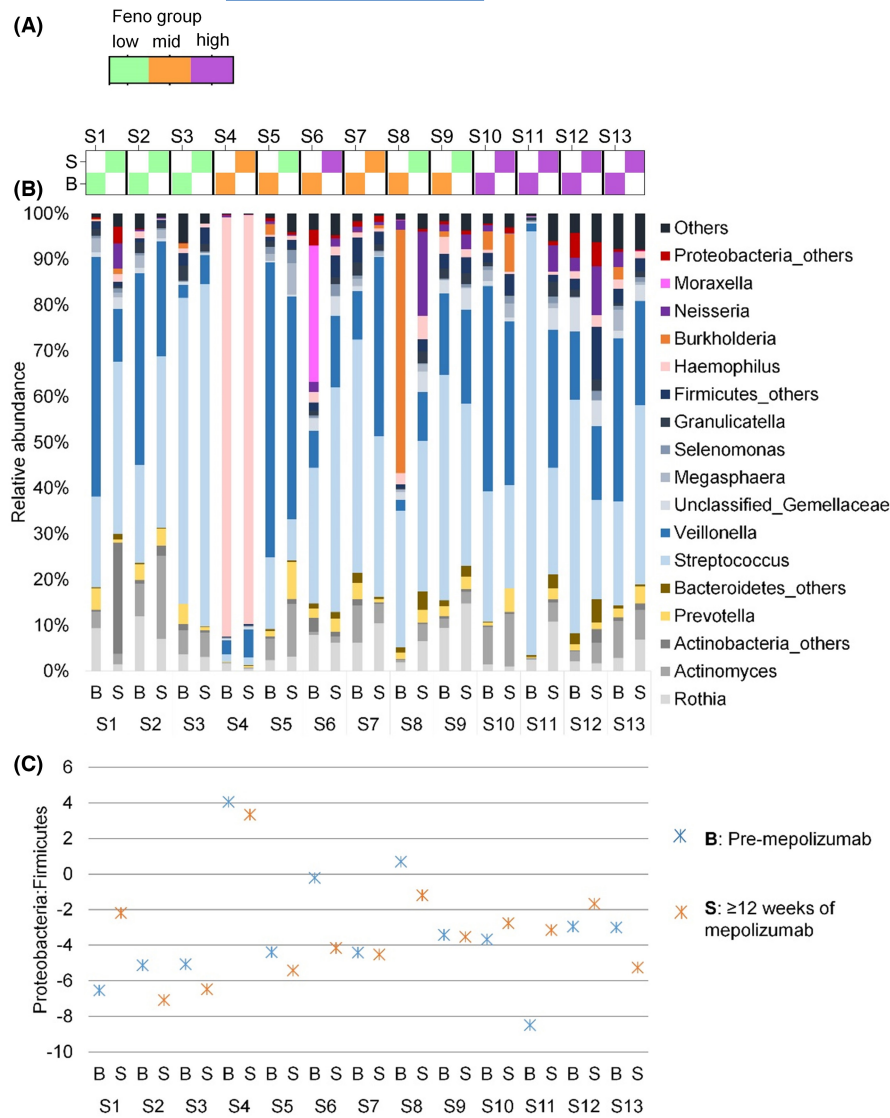 (A)
Feno group
low mid high
S1 S2 S3 S4 S5 S6 S7 S8 S9 S10 S11 S12 S13
S
B
(B)
Relative abundance
100%
90%
80%
70%
60%
50%
40%
30%
20%
10%
0%
B S B S B S B S B S B S B S B S B S B S B S B S B S
S1 S2 S3 S4 S5 S6 S7 S8 S9 S10 S11 S12 S13
Others
Proteobacteria_others
Moraxella
Neisseria
Burkholderia
Haemophilus
Firmicutes_others
Granulicatella
Selenomonas
Megasphaera
Unclassified_Gemellaceae
Veillonella
Streptococcus
Bacteroidetes_others
Prevotella
Actinobacteria_others
Actinomyces
Rothia
(C)
Proteobacteria:Firmicutes
6
4
2
0
-2
-4
-6
-8
-10
B S B S B S B S B S B S B S B S B S B S B S B S B S
S1 S2 S3 S4 S5 S6 S7 S8 S9 S10 S11 S12 S13
B: Pre-mepolizumab
S: ≥12 weeks of
mepolizumab